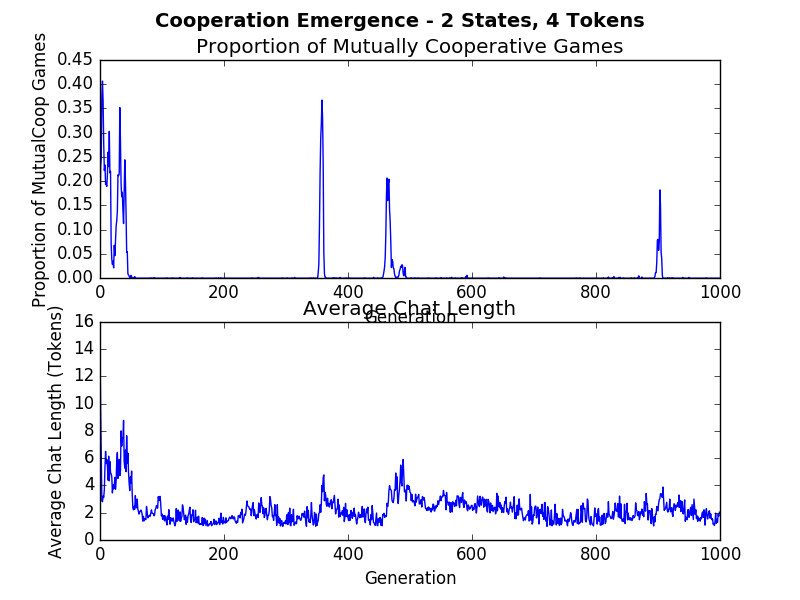 Cooperation Emergence - 2 States, 4 Tokens
Proportion of Mutually Cooperative Games
Proportion of MutualCoop Games
0.45
0.40
0.35
0.30
0.25
0.20
0.15
0.10
0.05
0.00
0 200 400 600 800 1000
Generation
Average Chat Length
Average Chat Length (Tokens)
16
14
12
10
8
6
4
2
0
0 200 400 600 800 1000
Generation